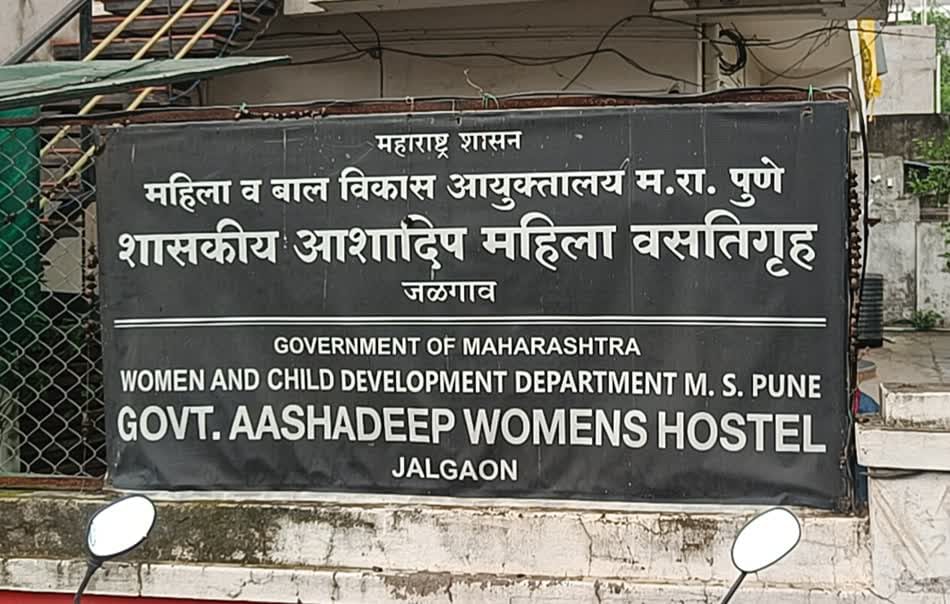 महाराष्ट्र शासन
महिला व बाल विकास आयुक्तालय म.रा. पुणे
शासकीय आशादिप महिला वसतिगृह
जळगाव
GOVERNMENT OF MAHARASHTRA
WOMEN AND CHILD DEVELOPMENT DEPARTMENT M. S. PUNE
GOVT. AASHADEEP WOMENS HOSTEL
JALGAON